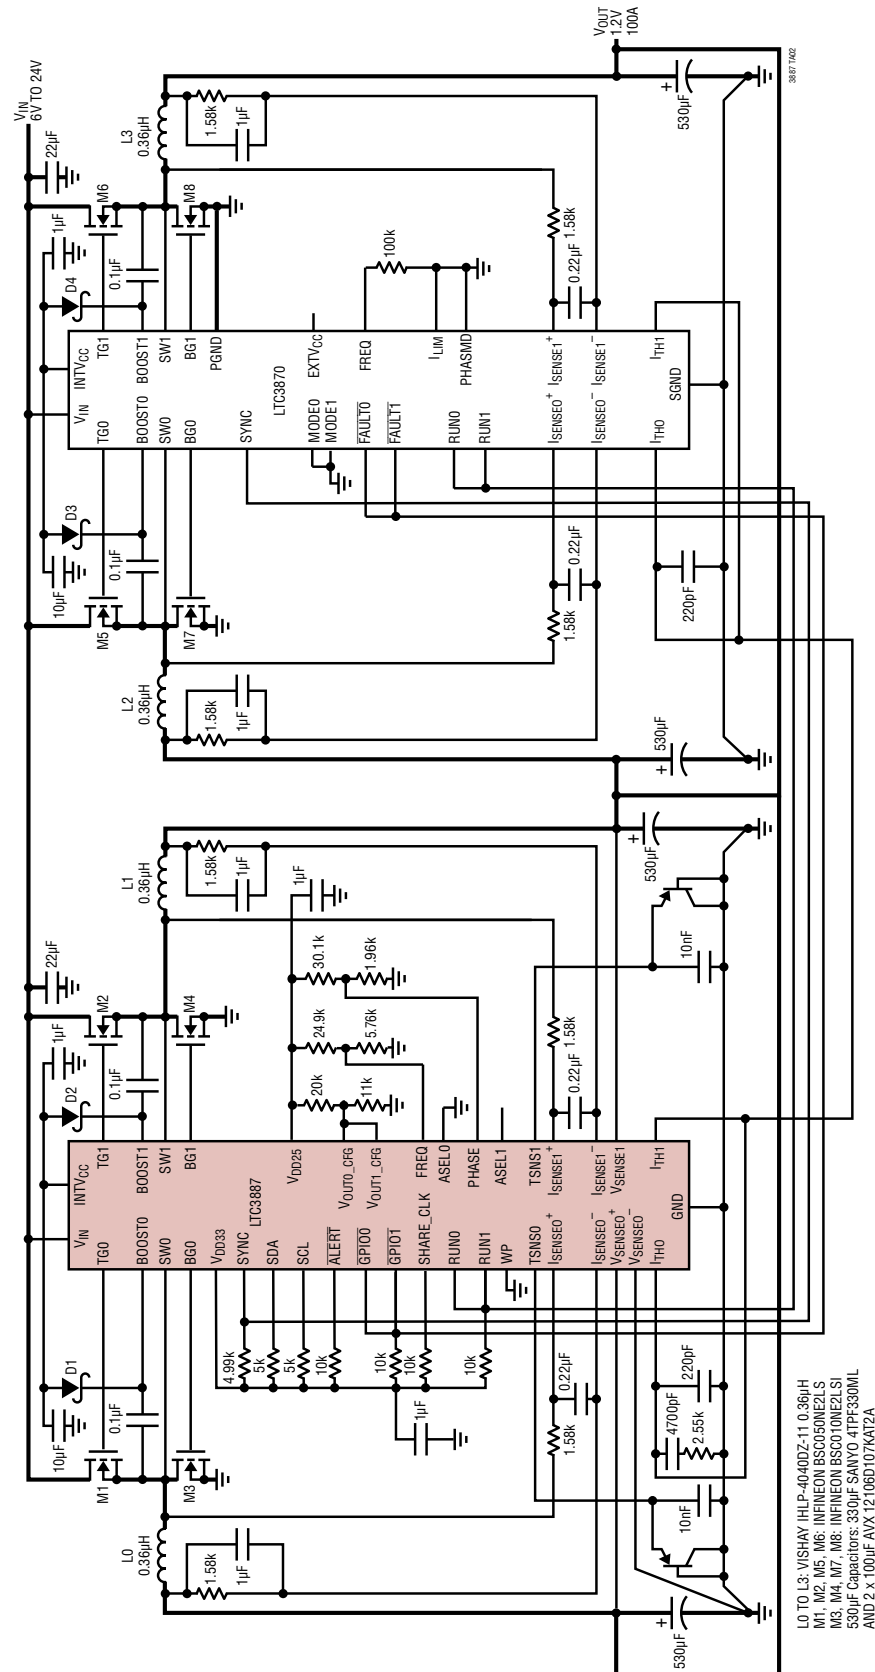 VIN
6V TO 24V
22µF
1µF
D4
0.1µF
M6
M8
L3
0.36µH
1.58k
1µF
10µF
D3
0.1µF
M5
M7
L2
0.36µH
1.58k
1µF
VIN
INTVCC
TG0
TG1
BOOST0
BOOST1
SW0
SW1
BG0
BG1
PGND
SYNC
LTC3870
MODE0
MODE1
EXTVCC
FAULT0
FAULT1
FREQ
ILIM
PHASMD
RUN0
RUN1
ISENSE0+
ISENSE1+
ISENSE0–
ISENSE1–
ITH0
ITH1
SGND
100k
1.58k
0.22µF
0.22µF
1.58k
220pF
VOUT
1.2V
100A
530µF
530µF
3887 TA02
22µF
1µF
D2
0.1µF
M2
M4
L1
0.36µH
1.58k
1µF
1µF
10µF
D1
0.1µF
M1
M3
L0
0.36µH
1.58k
1µF
VIN
INTVCC
TG0
TG1
BOOST0
BOOST1
SW0
SW1
BG0
BG1
VDD33
LTC3887
SYNC
VDD25
SDA
SCL
VOUT0_CFG
ALERT
VOUT1_CFG
GPIO0
GPIO1
FREQ
SHARE_CLK
ASEL0
RUN0
PHASE
RUN1
ASEL1
WP
TSNS0
TSNS1
ISENSE0+
ISENSE1+
ISENSE0–
ISENSE1–
VSENSE0+
VSENSE1
VSENSE0–
ITH0
ITH1
GND
30.1k
1.96k
24.9k
5.76k
20k
11k
4.99k
5k
5k
10k
10k
10k
10k
1µF
1.58k
0.22µF
0.22µF
1.58k
10nF
530µF
4700pF
220pF
2.55k
10nF
530µF
L0 TO L3: VISHAY IHLP-4040DZ-11 0.36µH
M1, M2, M5, M6: INFINEON BSC050NE2LS
M3, M4, M7, M8: INFINEON BSC010NE2LSI
530µF Capacitors: 330µF SANYO 4TPF330ML
AND 2 x 100µF AVX 12106D107KAT2A